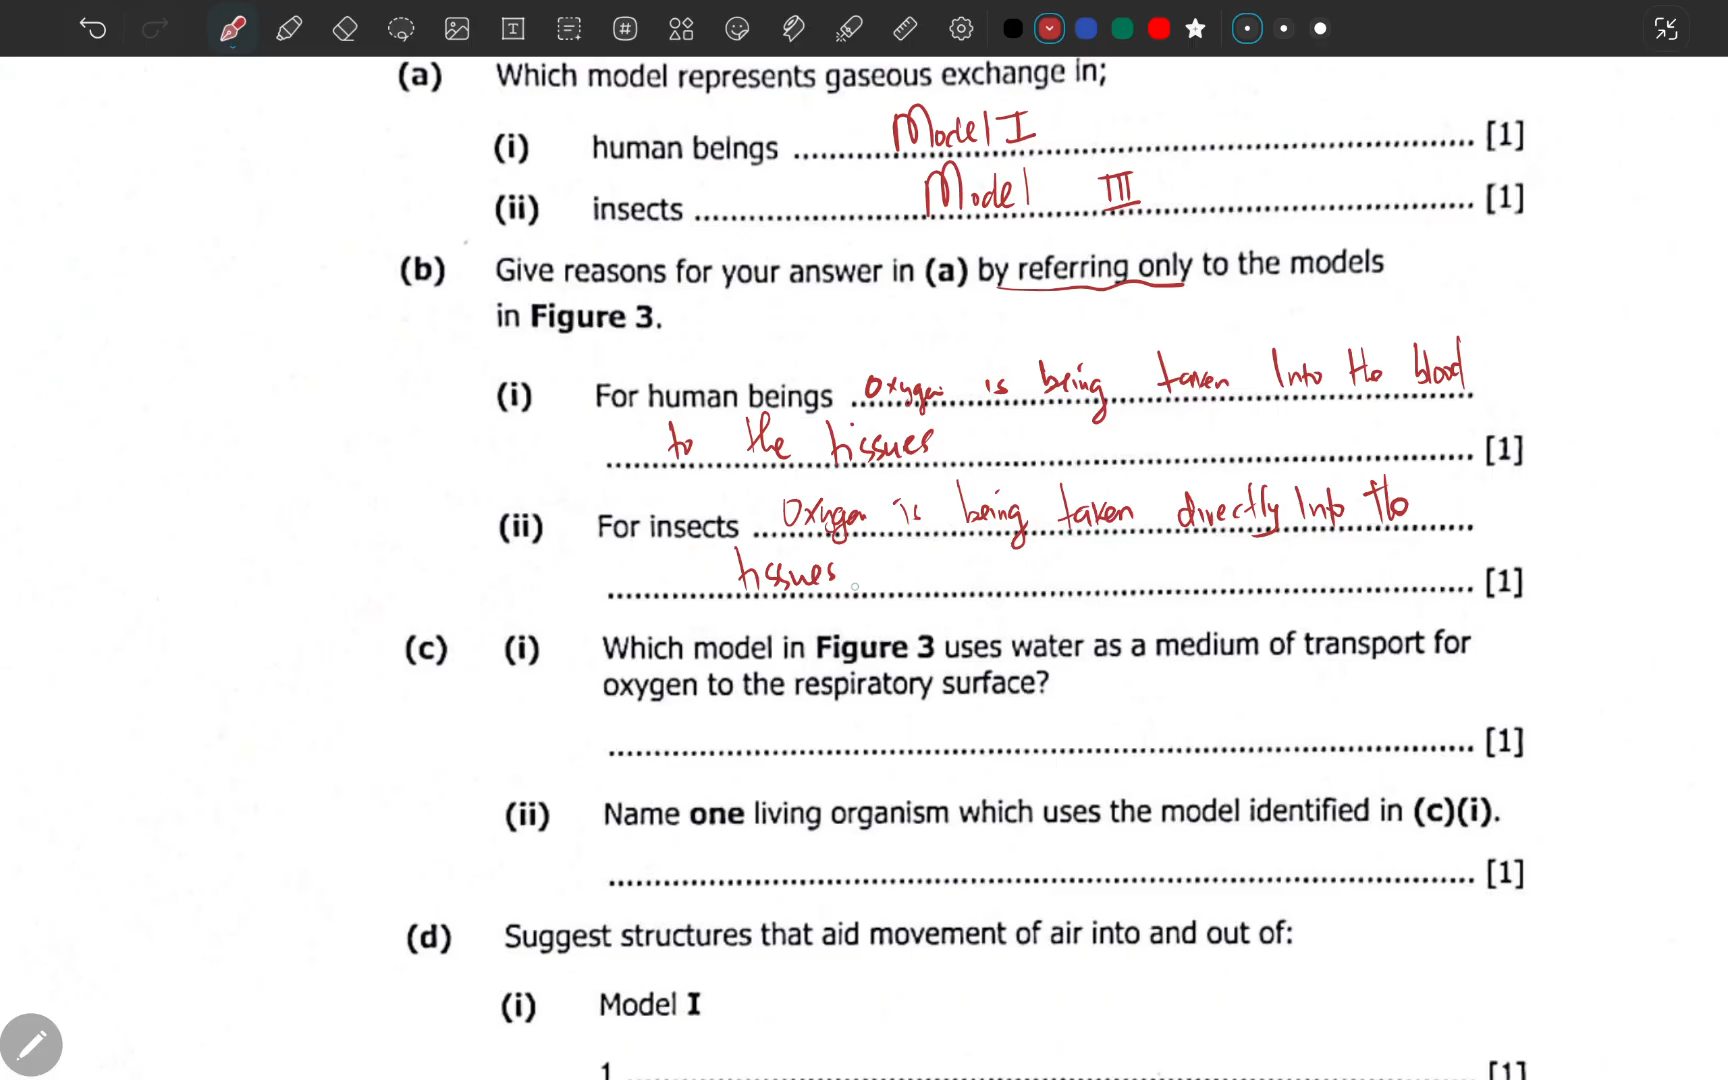 (a) Which model represents gaseous exchange in;
(i) human beings Model I [1]
(ii) insects Model III [1]
(b) Give reasons for your answer in (a) by referring only to the models
in Figure 3.
(i) For human beings Oxygen is being taken Into the blood
to the tissues [1]
(ii) For insects Oxygen is being taken directly Into the
tissues [1]
(c) (i) Which model in Figure 3 uses water as a medium of transport for
oxygen to the respiratory surface?
[1]
(ii) Name one living organism which uses the model identified in (c)(i).
[1]
(d) Suggest structures that aid movement of air into and out of:
(i) Model I
1 [1]